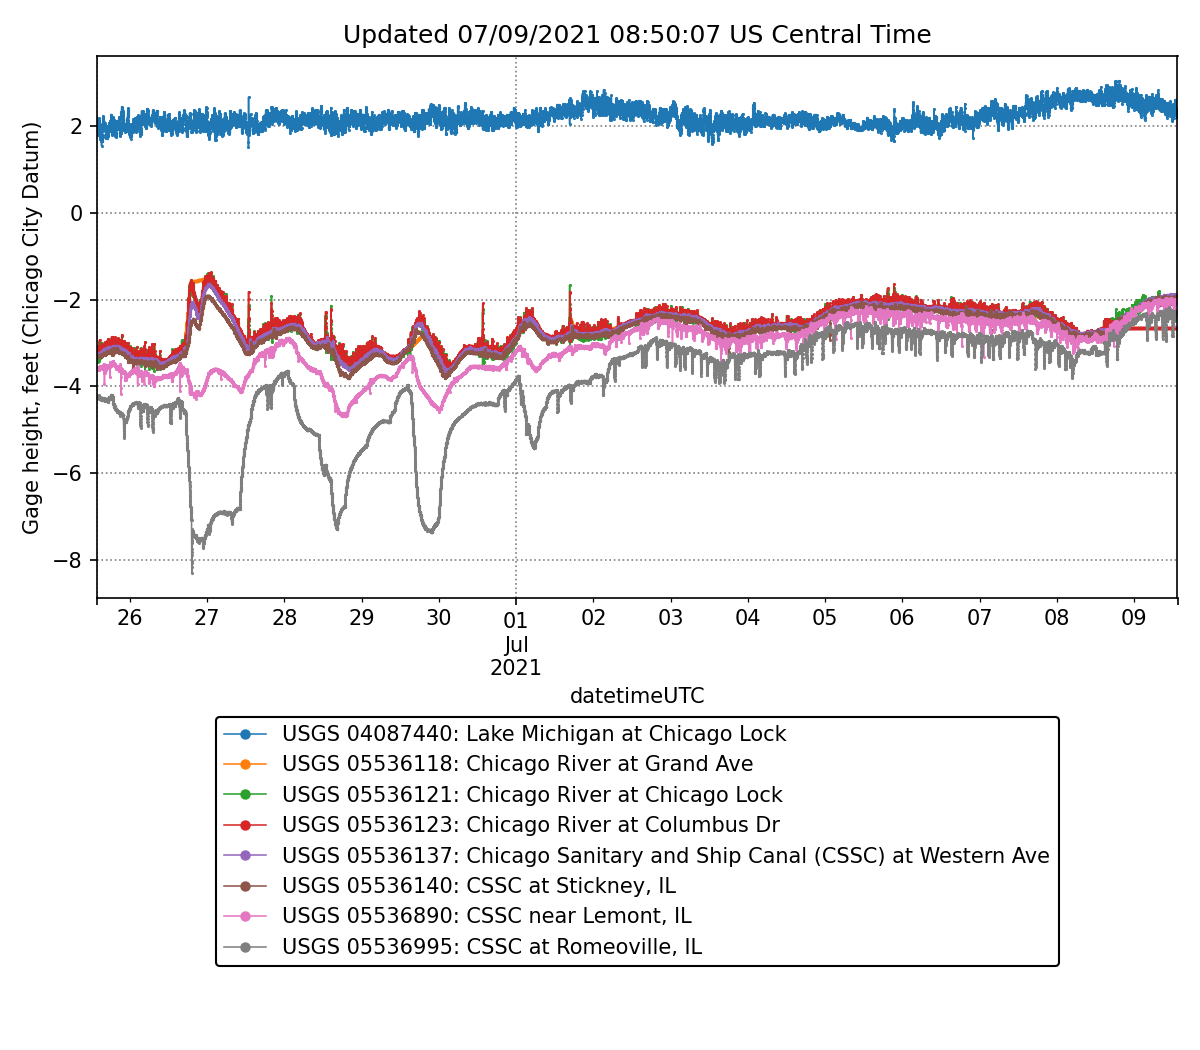 Updated 07/09/2021 08:50:07 US Central Time
Gage height, feet (Chicago City Datum)
2
0
−2
−4
−6
−8
26 27 28 29 30 01 02 03 04 05 06 07 08 09
Jul
2021
datetimeUTC
USGS 04087440: Lake Michigan at Chicago Lock
USGS 05536118: Chicago River at Grand Ave
USGS 05536121: Chicago River at Chicago Lock
USGS 05536123: Chicago River at Columbus Dr
USGS 05536137: Chicago Sanitary and Ship Canal (CSSC) at Western Ave
USGS 05536140: CSSC at Stickney, IL
USGS 05536890: CSSC near Lemont, IL
USGS 05536995: CSSC at Romeoville, IL